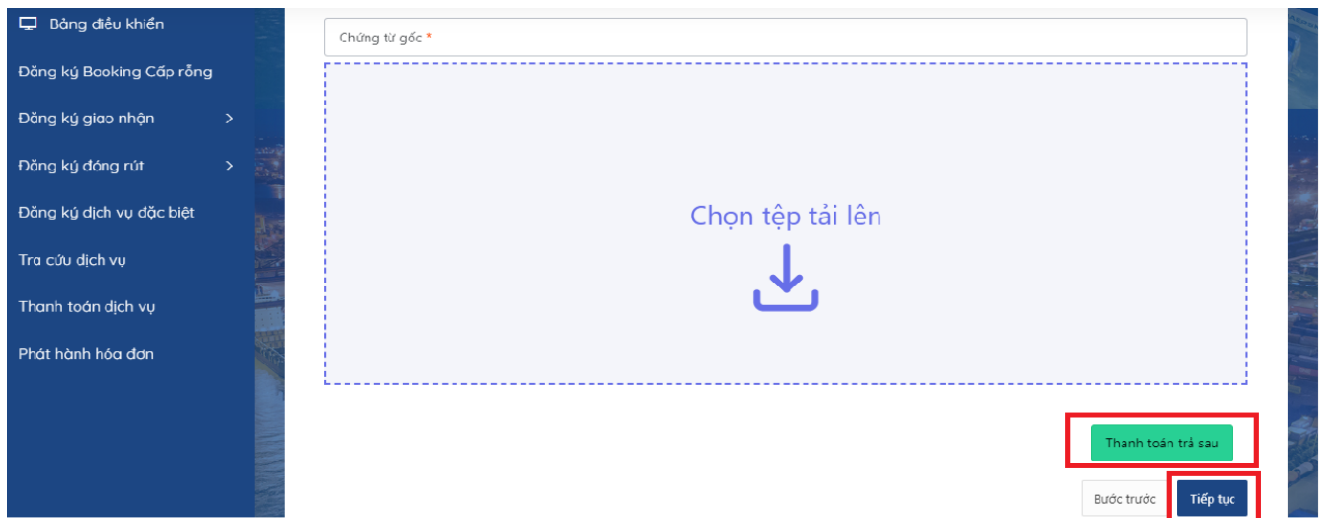 Bảng điều khiển
Chứng từ gốc *
Đăng ký Booking Cấp rỗng
Đăng ký giao nhận
Đăng ký đóng rút
Đăng ký dịch vụ đặc biệt
Tra cứu dịch vụ
Thanh toán dịch vụ
Phát hành hóa đơn
Chọn tệp tải lên
Thanh toán trả sau
Bước trước
Tiếp tục